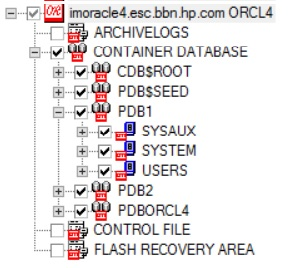 imoracle4.esc.bbn.hp.com ORCL4
ARCHIVELOGS
CONTAINER DATABASE
CDB$ROOT
PDB$SEED
PDB1
SYSAUX
SYSTEM
USERS
PDB2
PDBORCL4
CONTROL FILE
FLASH RECOVERY AREA